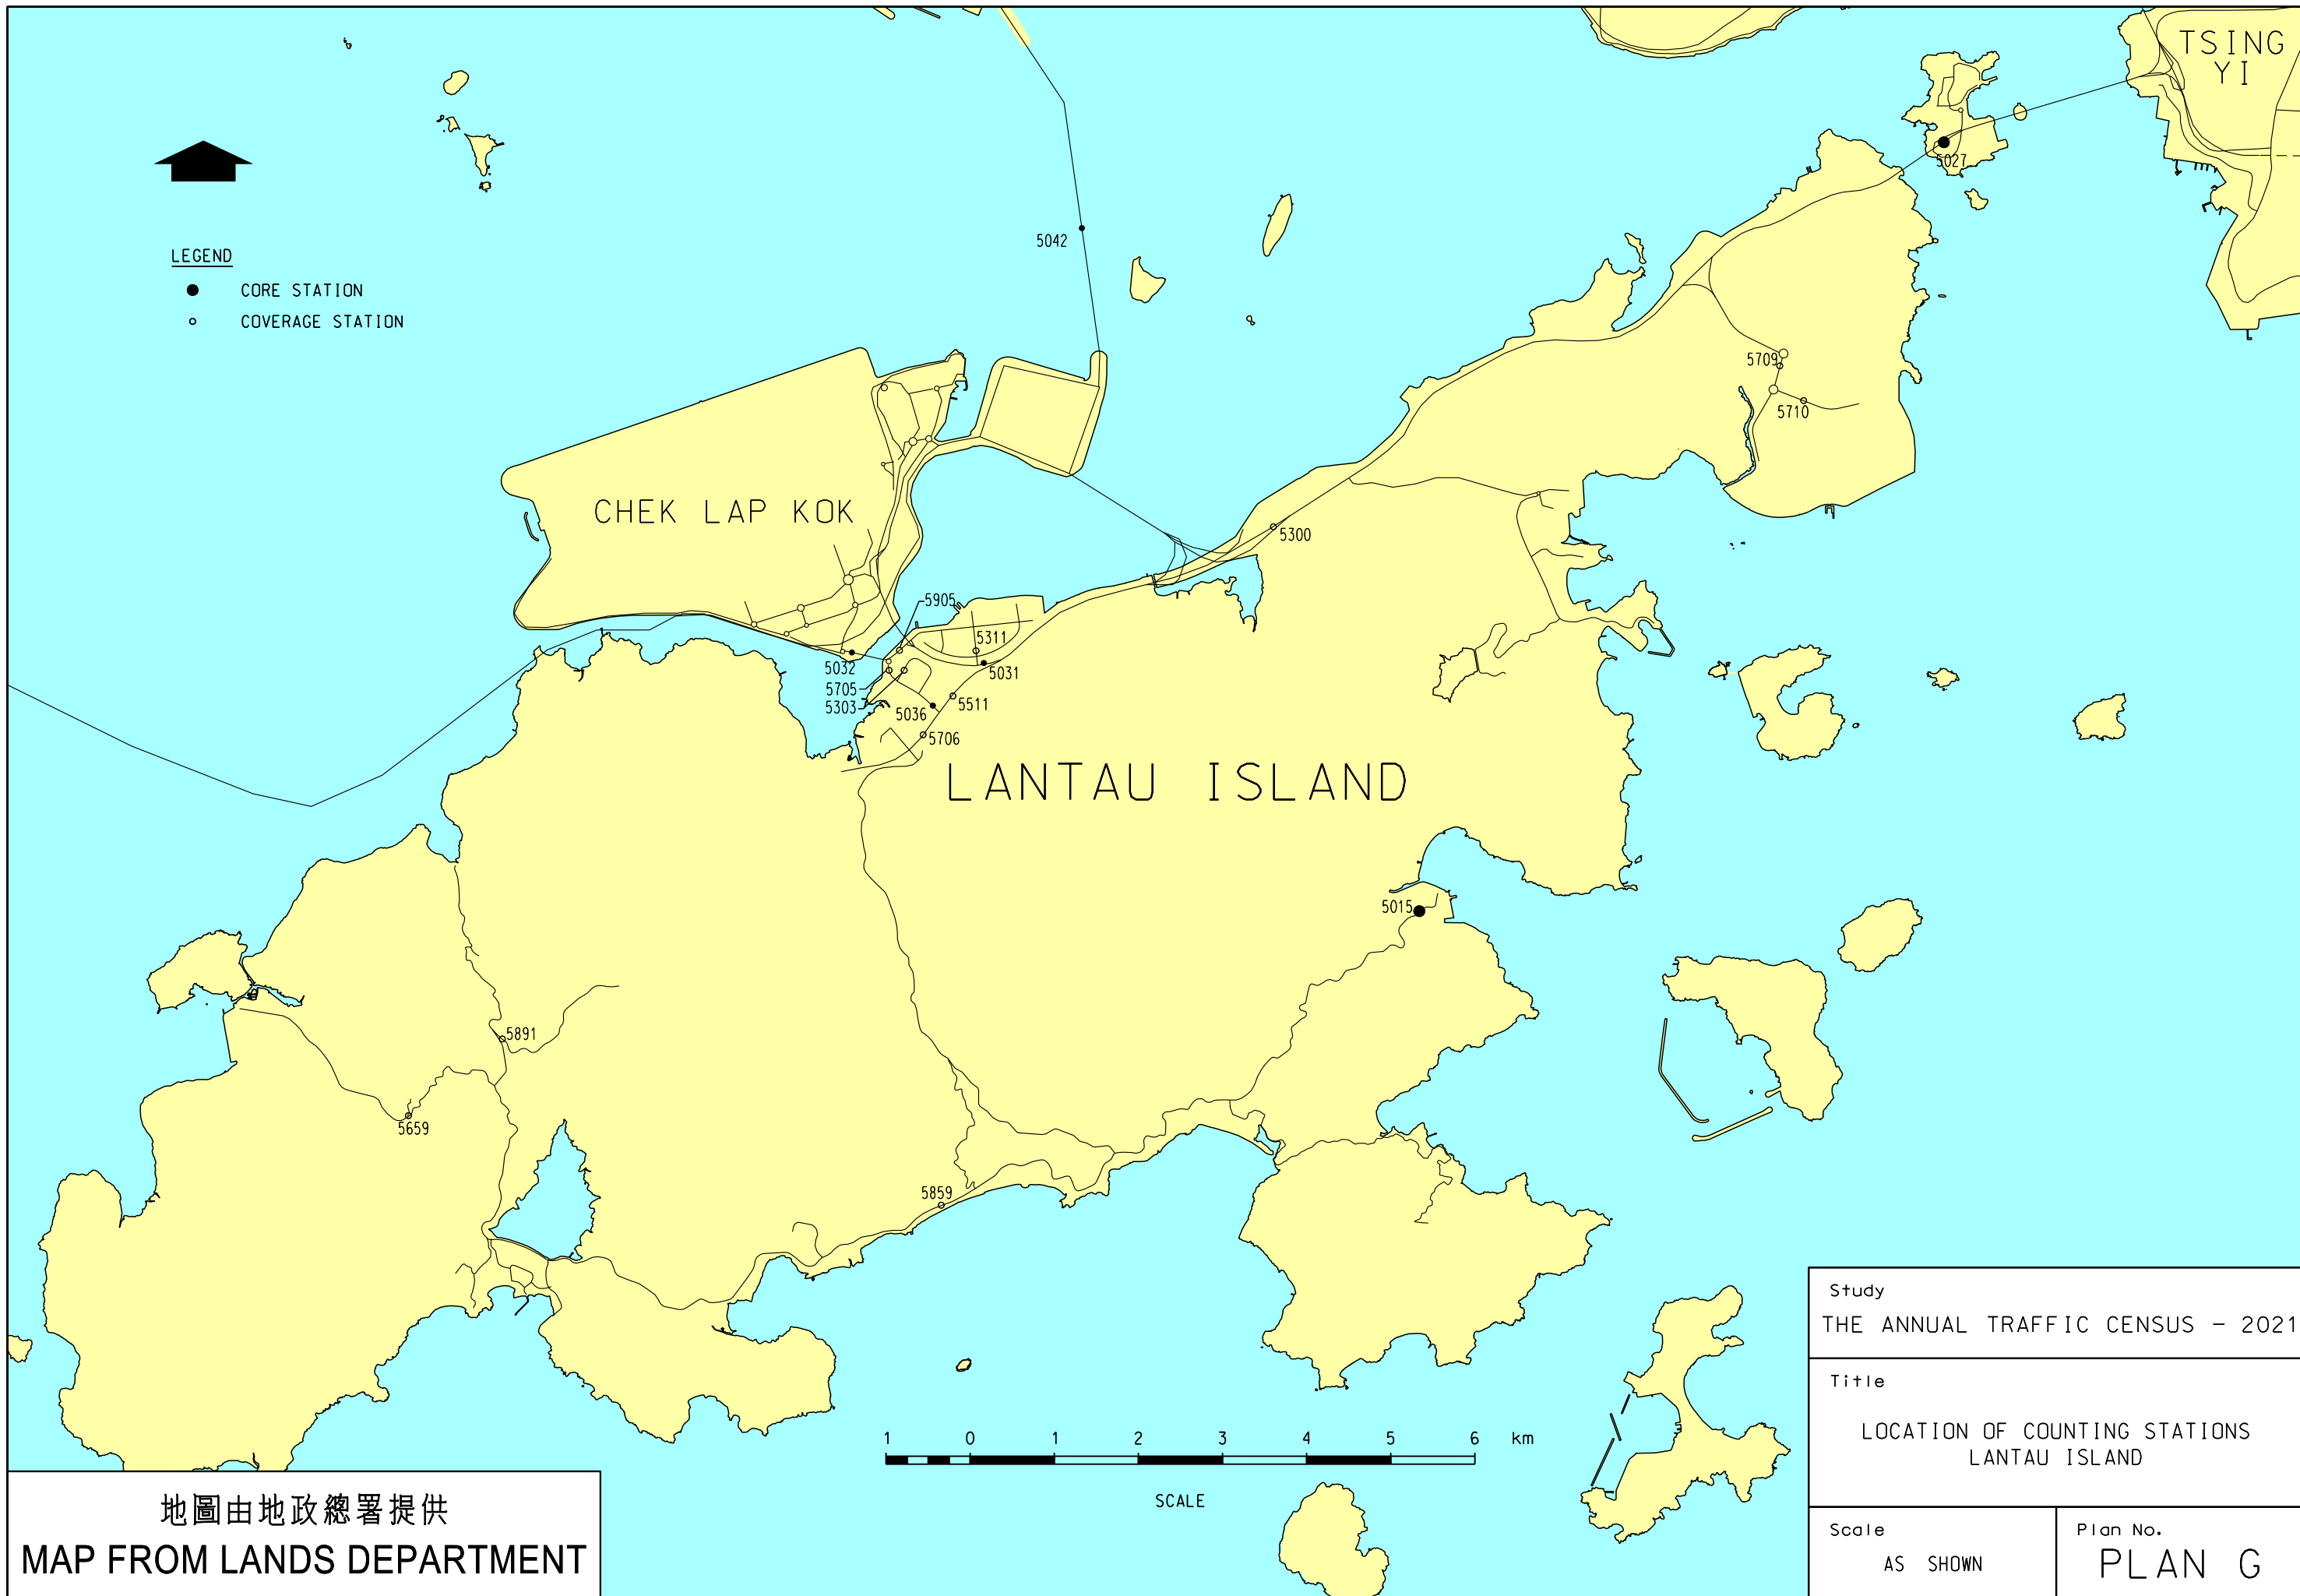 TSING
YI
5027
5042
LEGEND
CORE STATION
COVERAGE STATION
5709
5710
CHEK LAP KOK
5300
5905
5311
5032
5031
5705
5303
5036
5511
5706
LANTAU ISLAND
5015
5891
5659
5859
1 0 1 2 3 4 5 6 km
SCALE
地圖由地政總署提供
MAP FROM LANDS DEPARTMENT
Study
THE ANNUAL TRAFFIC CENSUS - 2021
Title
LOCATION OF COUNTING STATIONS
LANTAU ISLAND
Scale
AS SHOWN
Plan No.
PLAN G